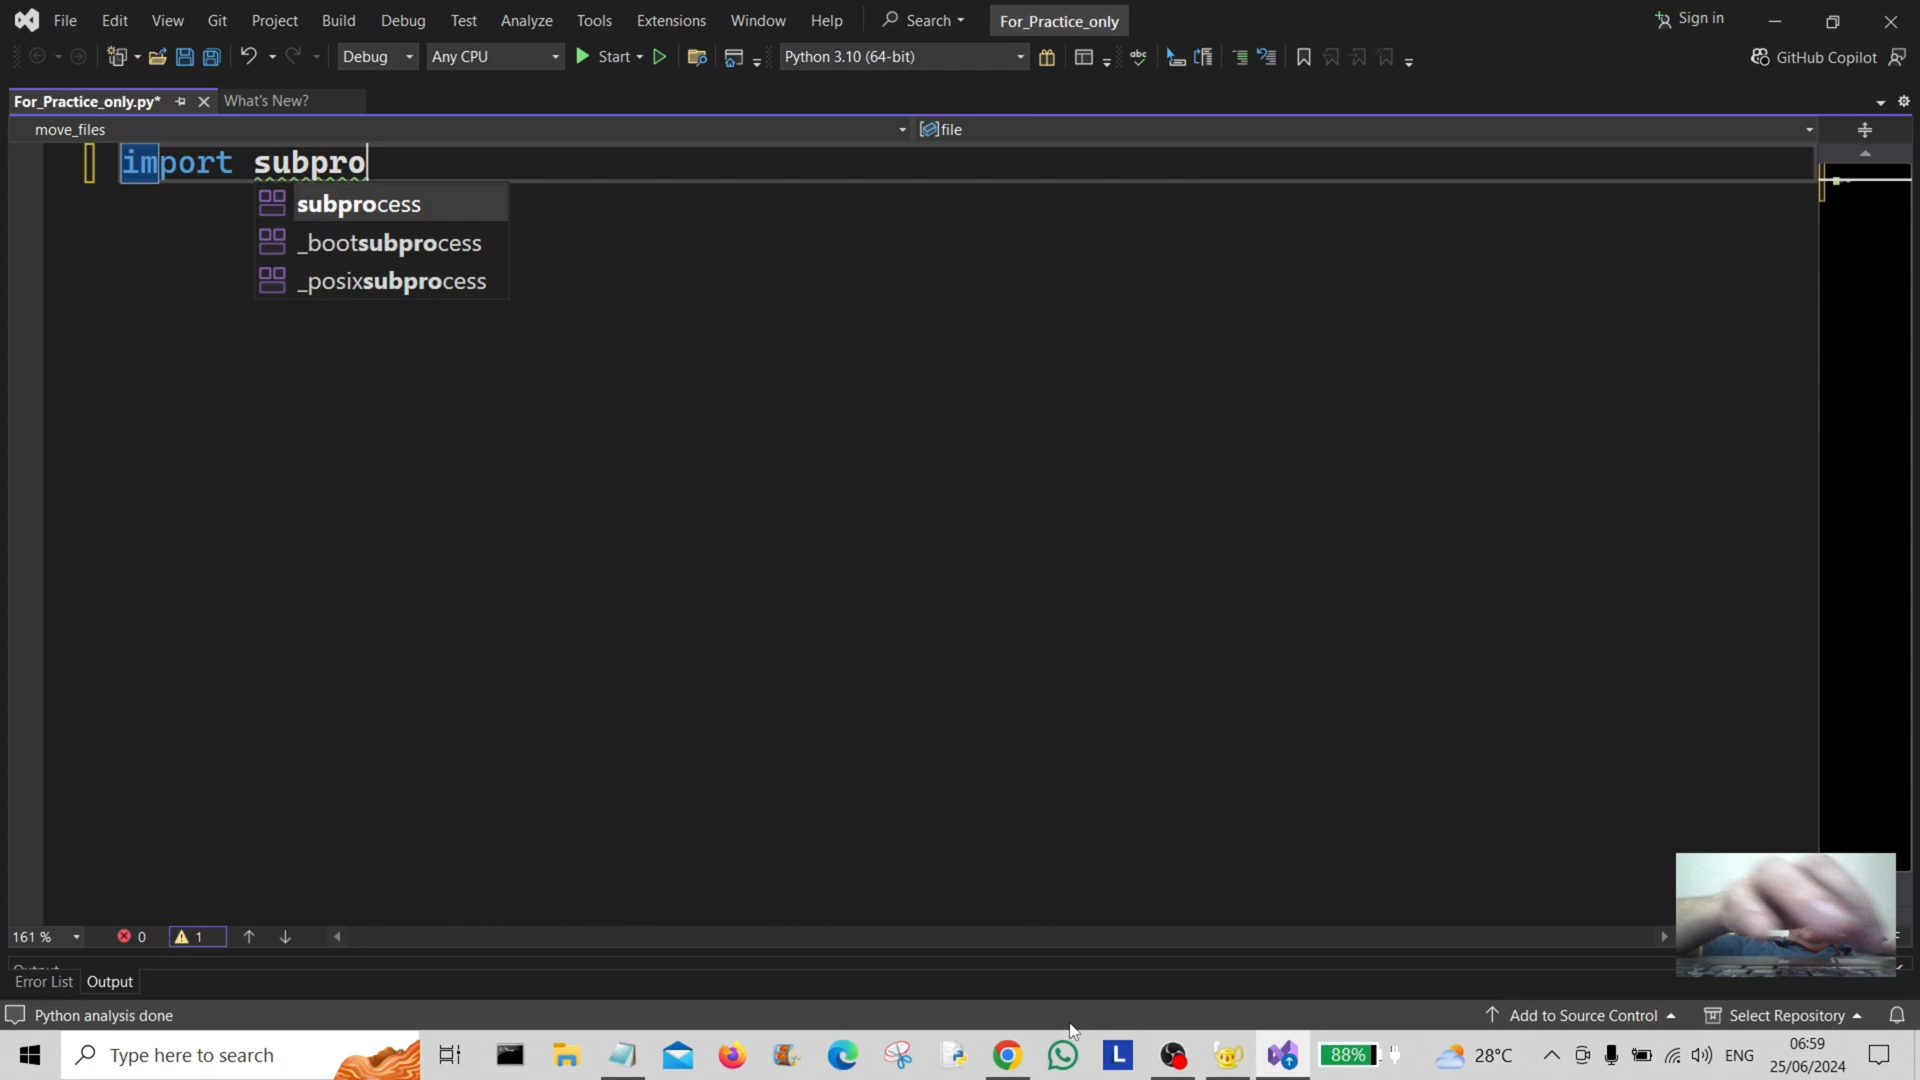 File Edit View Git Project Build Debug Test Analyze Tools Extensions Window Help Search For_Practice_only Sign in
Debug Any CPU Start Python 3.10 (64-bit) abc GitHub Copilot
For_Practice_only.py* What's New?
move_files file
import subpro
subprocess
_bootsubprocess
_posixsubprocess
161 % 0 1
Error List Output
Python analysis done Add to Source Control Select Repository
Type here to search L 88% 28°C ENG 06:59
25/06/2024